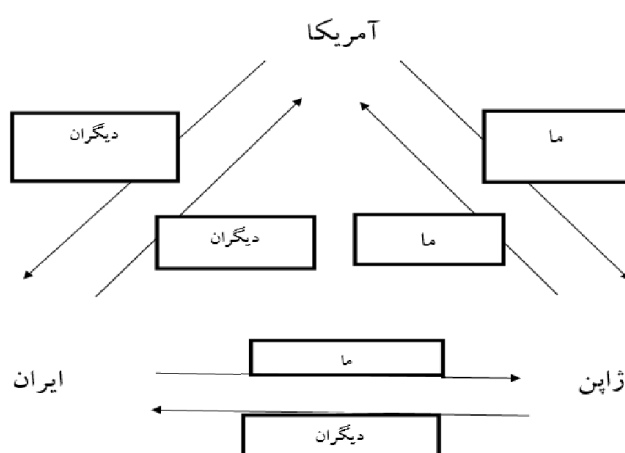 آمریکا
دیگران
ما
دیگران
ما
ما
ایران
ژاپن
دیگران